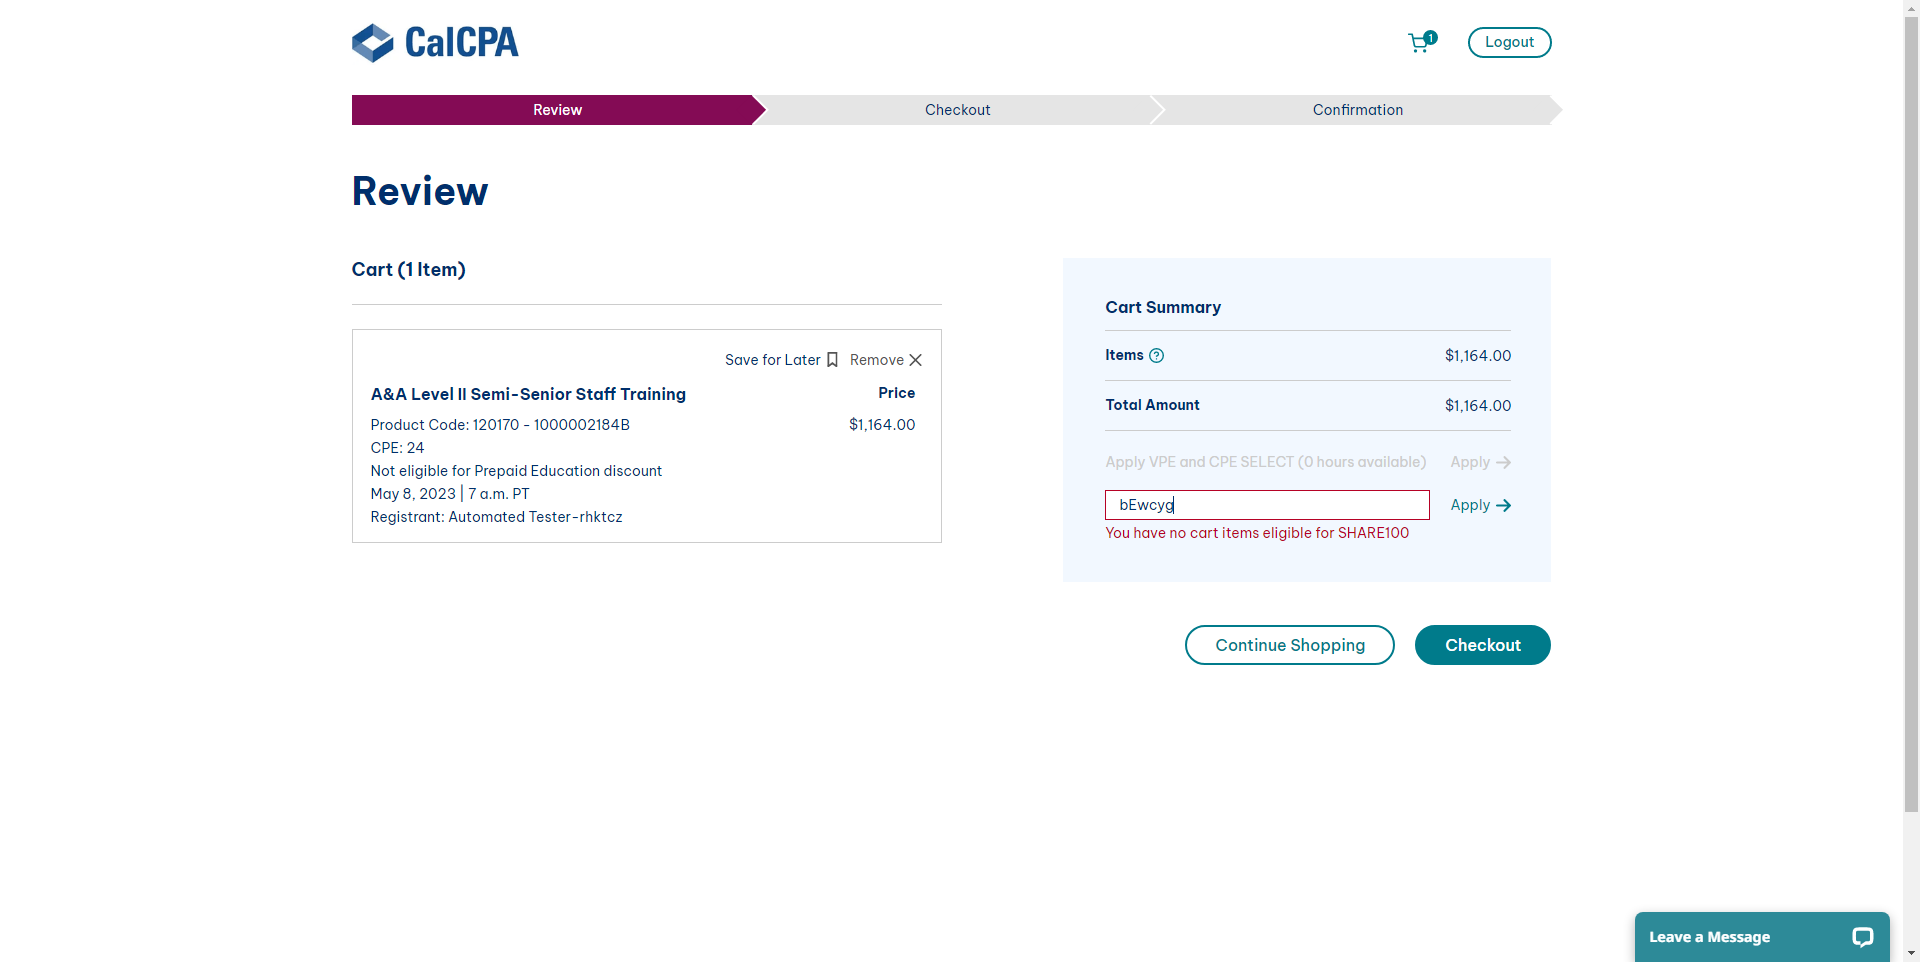 CalCPA
1
Logout
Review
Checkout
Confirmation
Review
Cart (1 Item)
Save for Later
Remove
A&A Level II Semi-Senior Staff Training
Price
Product Code: 120170 - 1000002184B
$1,164.00
CPE: 24
Not eligible for Prepaid Education discount
May 8, 2023 | 7 a.m. PT
Registrant: Automated Tester-rhktcz
Cart Summary
Items ?
$1,164.00
Total Amount
$1,164.00
Apply VPE and CPE SELECT (0 hours available)
Apply
bEwcyg
Apply
You have no cart items eligible for SHARE100
Continue Shopping
Checkout
Leave a Message